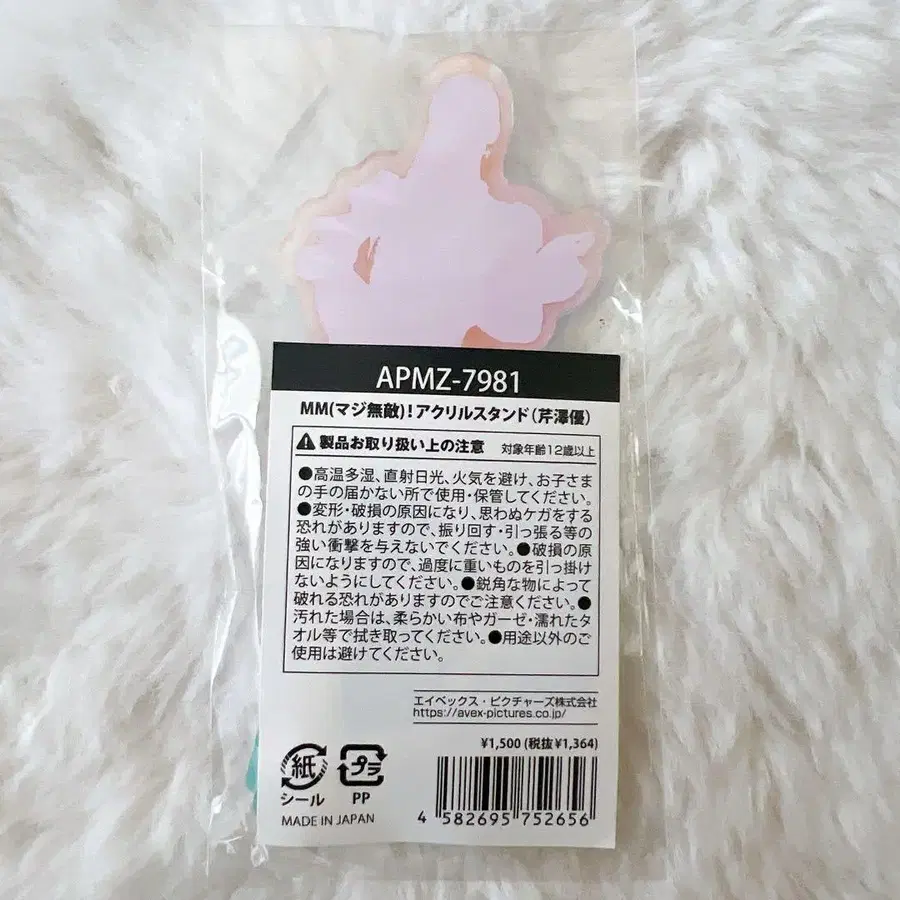 APMZ-7981
MM(マジ無敵)!アクリルスタンド(芹澤優)
製品お取り扱い上の注意 対象年齢12歳以上
●高温多湿、直射日光、火気を避け、お子さま
の手の届かない所で使用・保管してください。
●変形・破損の原因になり、思わぬケガをする
恐れがありますので、振り回す・引っ張る等の
強い衝撃を与えないでください。●破損の原
因になりますので、過度に重いものを引っ掛け
ないようにしてください。●鋭角な物によって
破れる恐れがありますのでご注意ください。●
汚れた場合は、柔らかい布やガーゼ・濡れたタ
オル等で拭き取ってください。●用途以外のご
使用は避けてください。
エイベックス・ピクチャーズ株式会社
https://avex-pictures.co.jp/
¥1,500 (税抜¥1,364)
紙 プラ
シール PP
MADE IN JAPAN
4 582695 752656